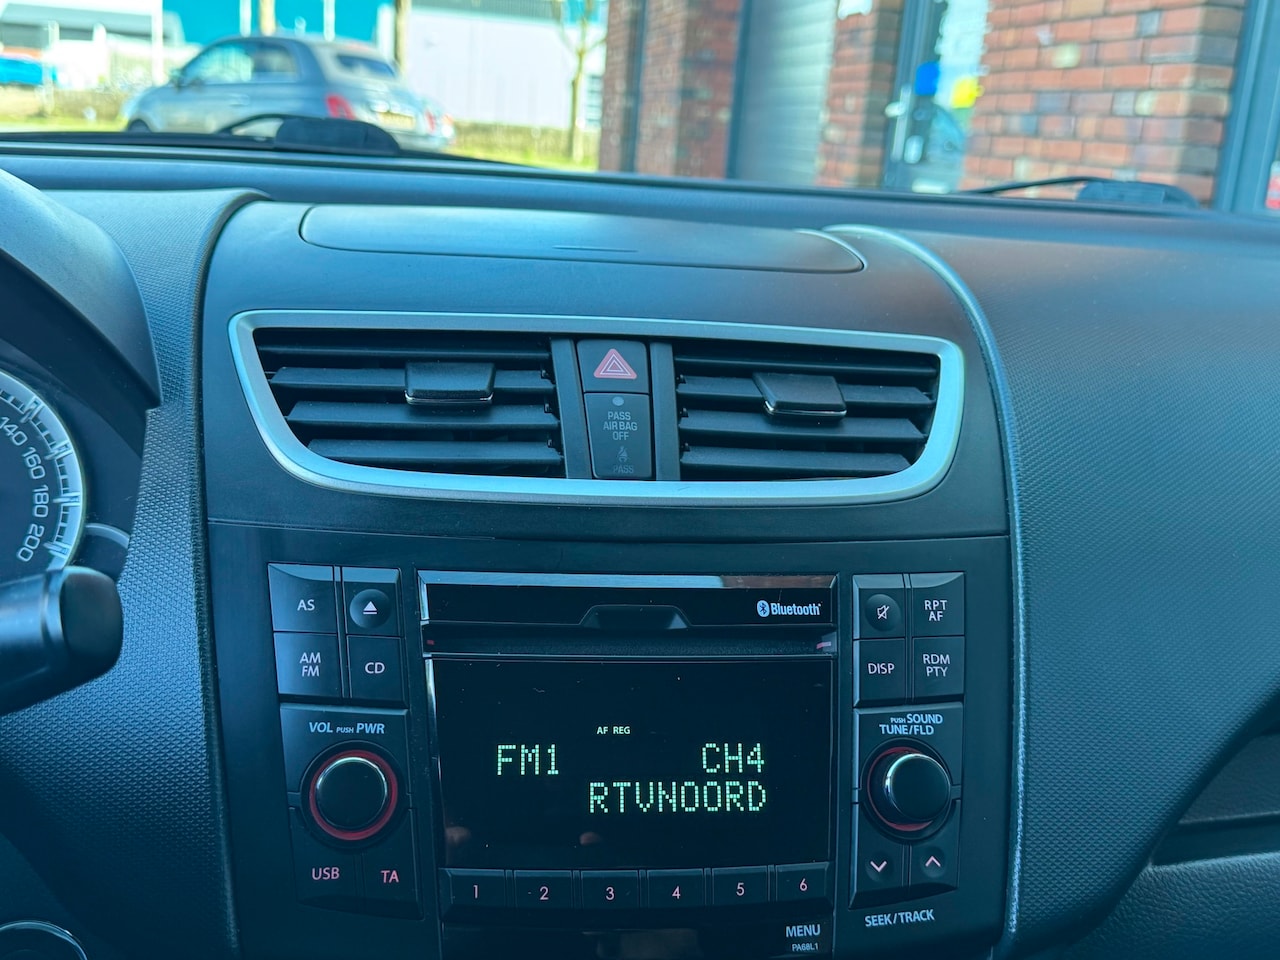 140
160
180
200
PASS
AIR BAG
OFF
PASS
Bluetooth
AS
AM
FM
CD
RPT
AF
DISP
RDM
PTY
VOL PUSH PWR
PUSH SOUND
TUNE/FLD
AF REG
FM1 CH4
RTVNOORD
USB
TA
1 2 3 4 5 6
SEEK/TRACK
MENU
PA68L1